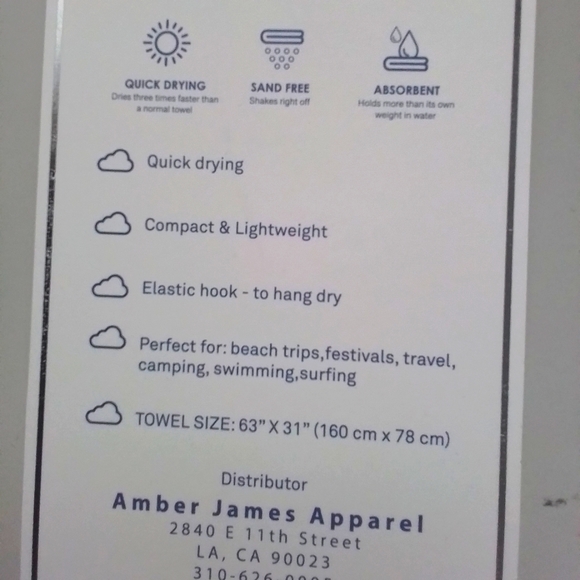 QUICK DRYING
Dries three times faster than
a normal towel
SAND FREE
Shakes right off
ABSORBENT
Holds more than its own
weight in water
Quick drying
Compact & Lightweight
Elastic hook - to hang dry
Perfect for: beach trips,festivals, travel,
camping, swimming,surfing
TOWEL SIZE: 63” X 31” (160 cm x 78 cm)
Distributor
Amber James Apparel
2840 E 11th Street
LA, CA 90023
310-626